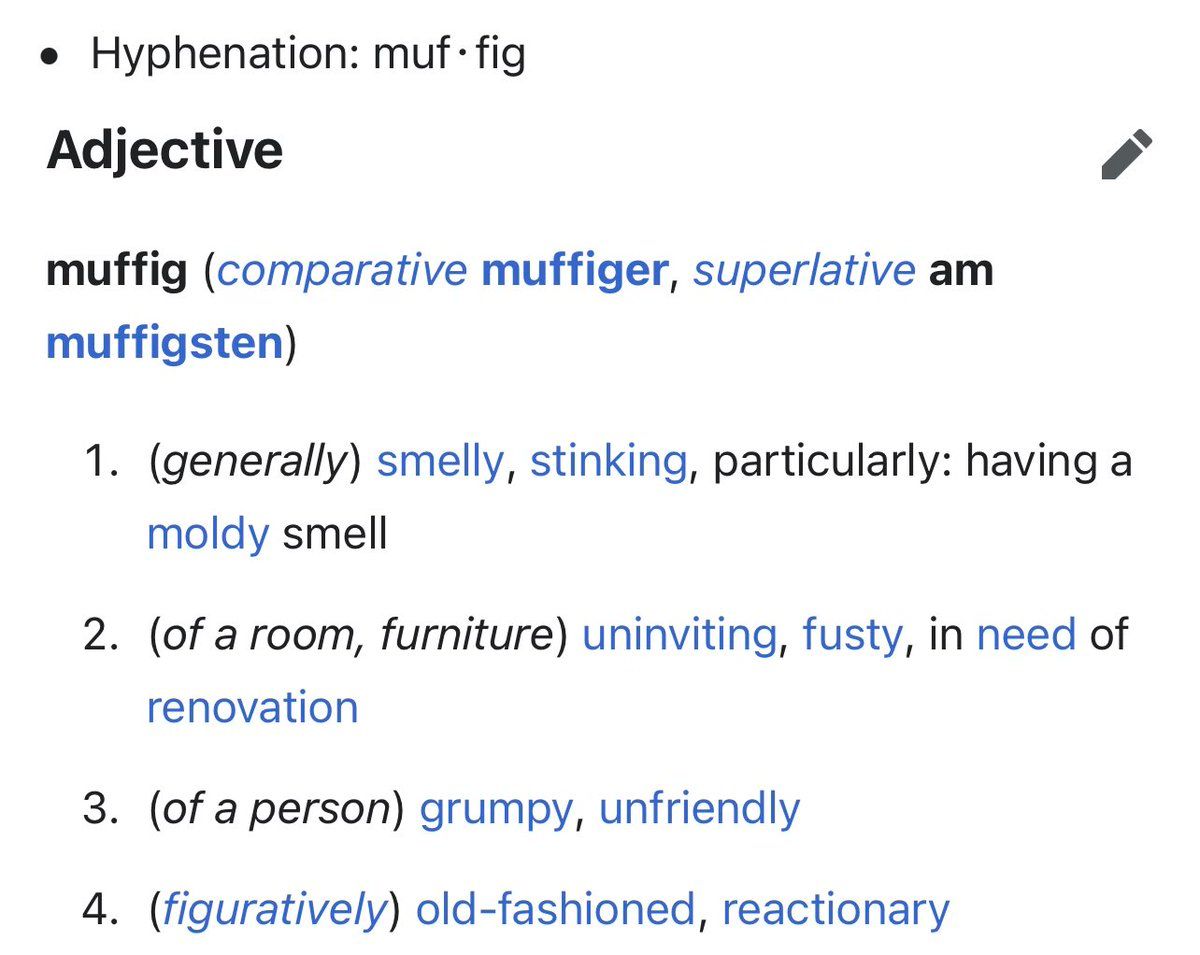 • Hyphenation: muf·fig
Adjective
muffig (comparative muffiger, superlative am
muffigsten)
1. (generally) smelly, stinking, particularly: having a
moldy smell
2. (of a room, furniture) uninviting, fusty, in need of
renovation
3. (of a person) grumpy, unfriendly
4. (figuratively) old-fashioned, reactionary